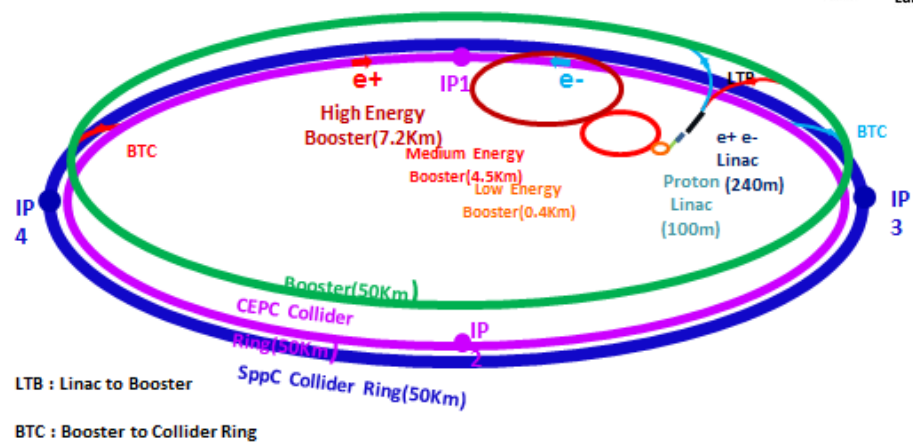 e+
IP1
e-
LTB
High Energy
Booster(7.2Km)
BTC
BTC
Medium Energy
Booster(4.5Km)
Low Energy
Booster(0.4Km)
e+ e-
Linac
(240m)
Proton
Linac
(100m)
IP
4
IP
3
Booster(50Km)
CEPC Collider
Ring(50Km)
IP
2
SppC Collider Ring(50Km)
LTB : Linac to Booster
BTC : Booster to Collider Ring